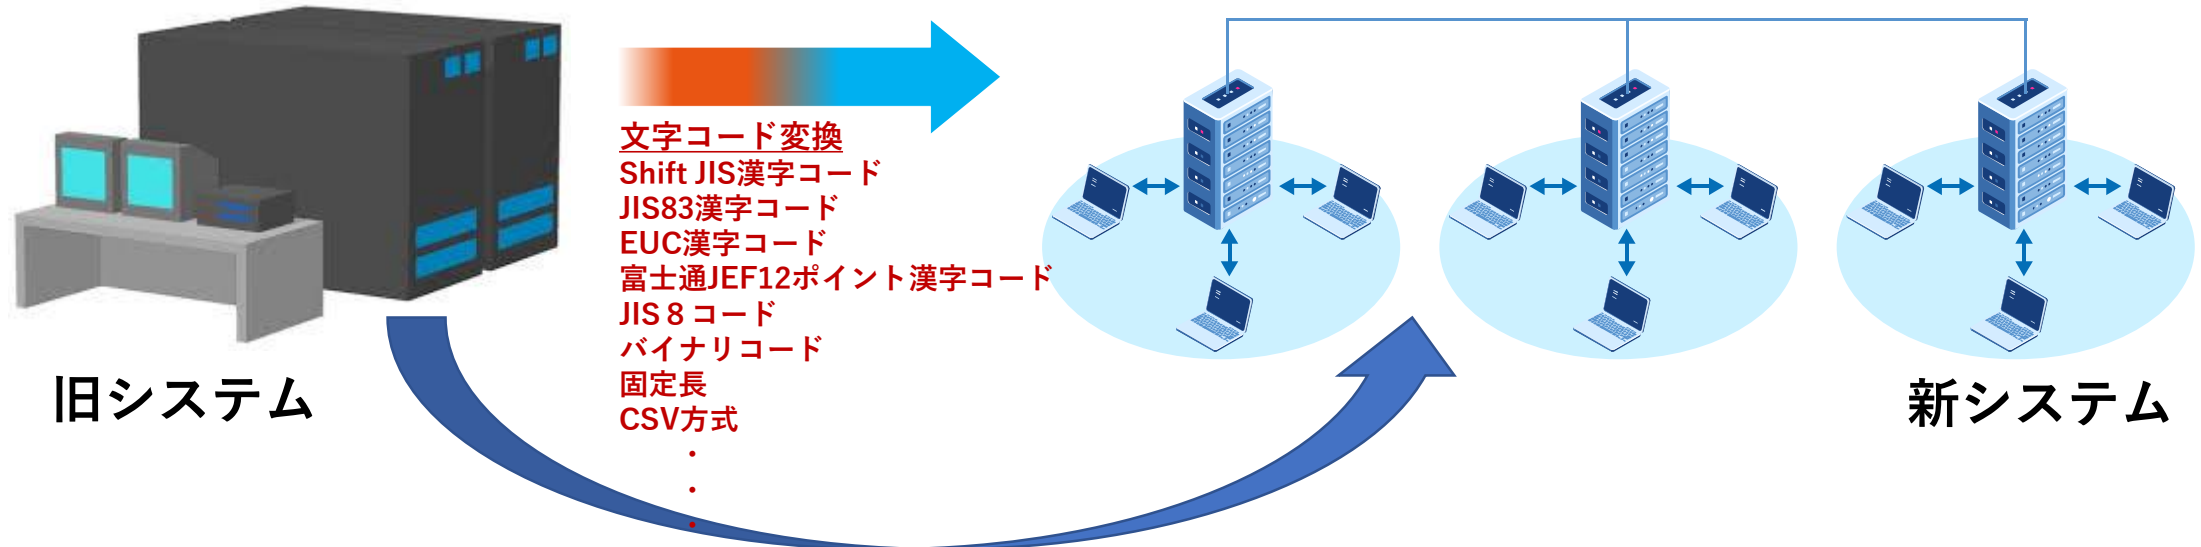 文字コード変換
Shift JIS漢字コード
JIS83漢字コード
EUC漢字コード
富士通JEF12ポイント漢字コード
JIS８コード
バイナリコード
固定長
CSV方式
・
・
・
旧システム
新システム